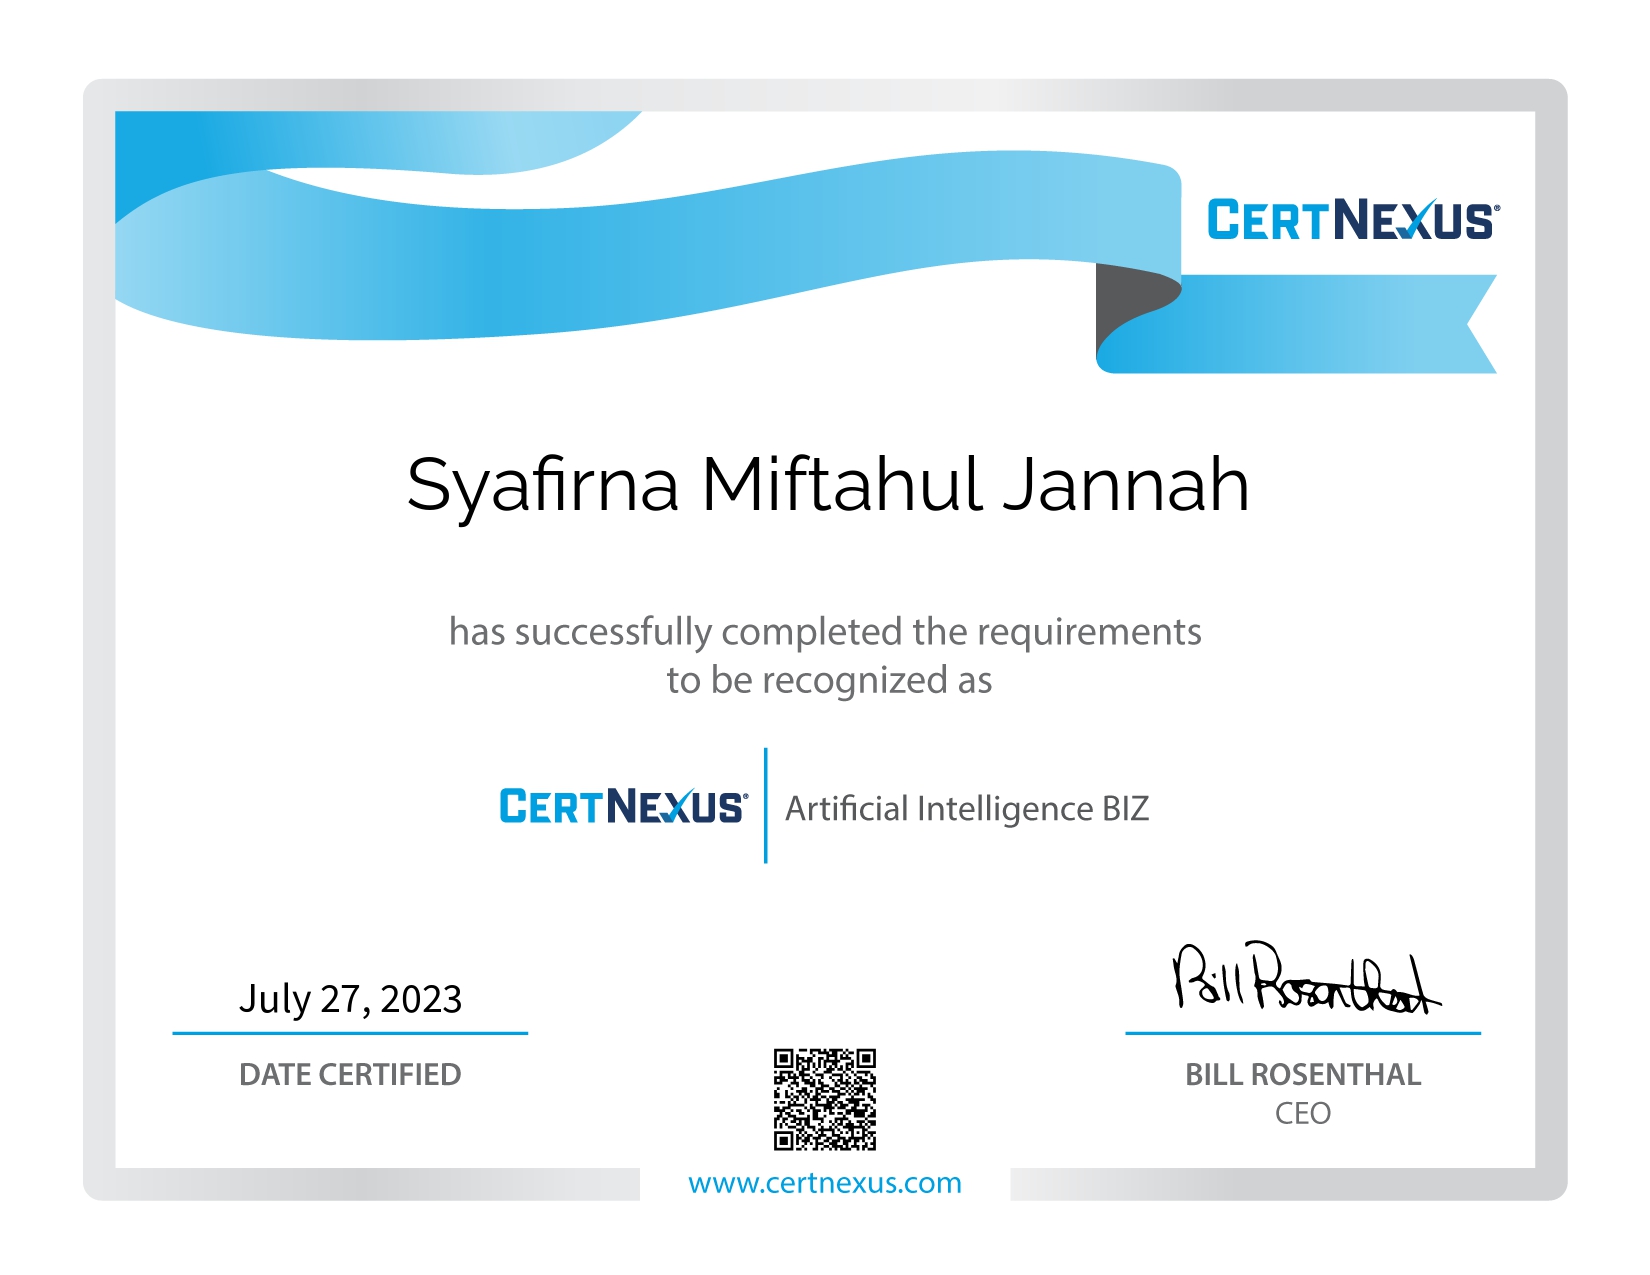 CERTNEXUS®
Syafirna Miftahul Jannah
has successfully completed the requirements
to be recognized as
CERTNEXUS® Artificial Intelligence BIZ
July 27, 2023
DATE CERTIFIED
Bill Rosenthal
BILL ROSENTHAL
CEO
www.certnexus.com